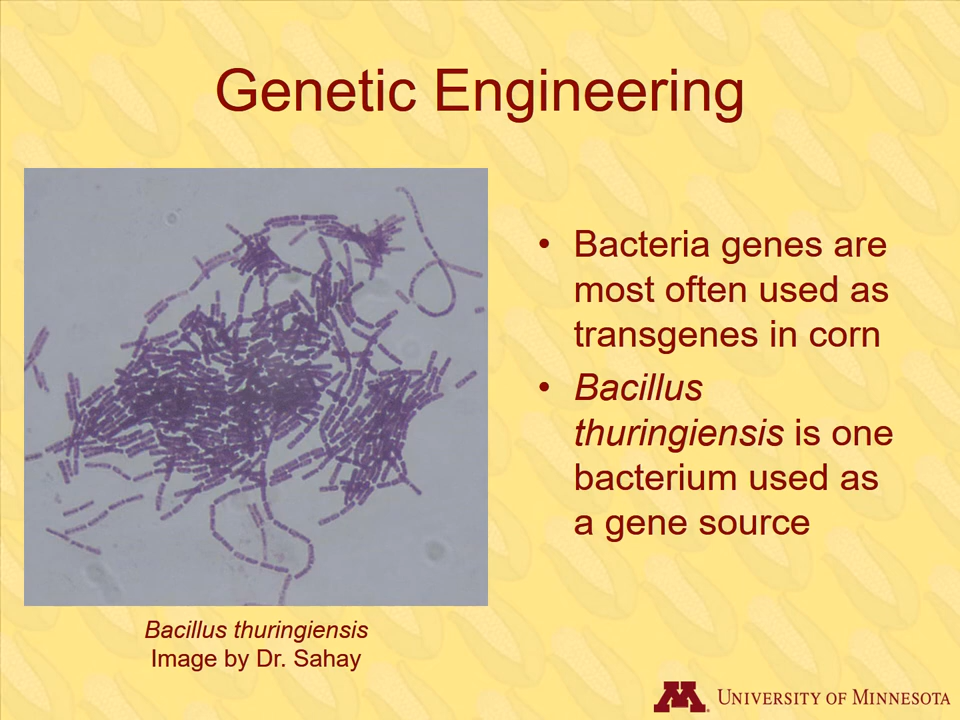 Genetic Engineering
• Bacteria genes are
most often used as
transgenes in corn
• Bacillus
thuringiensis is one
bacterium used as
a gene source
Bacillus thuringiensis
Image by Dr. Sahay
M UNIVERSITY OF MINNESOTA